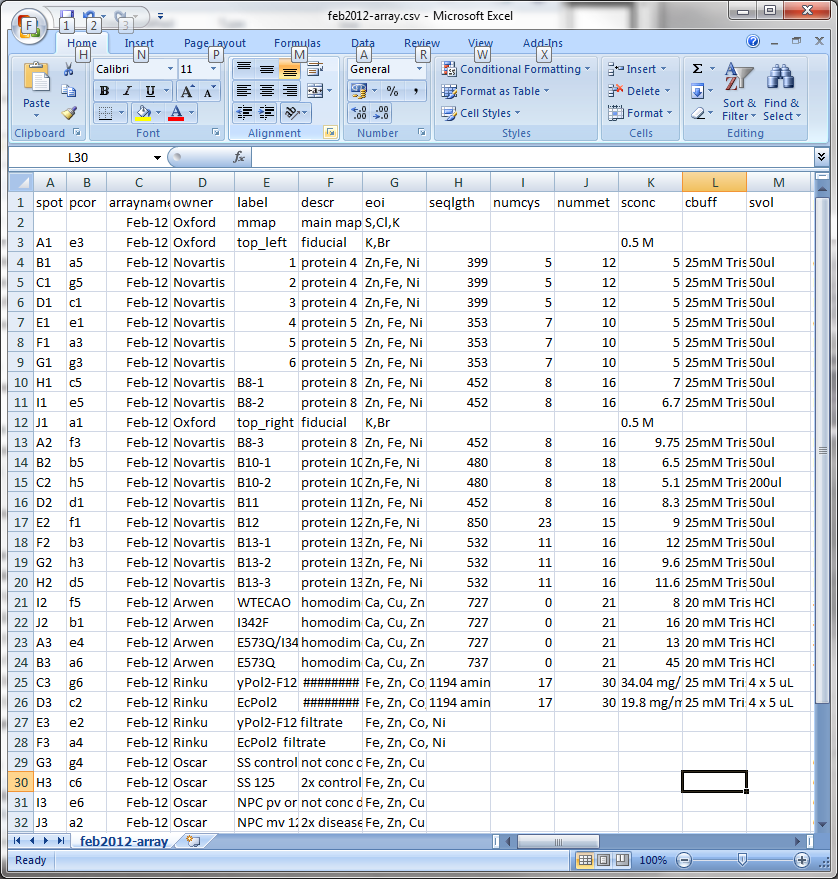 feb2012-array.csv - Microsoft Excel
F 1 2 3
Home Insert Page Layout Formulas Data Review View Add-Ins
H N P M A R W X
Paste Calibri 11 General Conditional Formatting Insert Σ
B I U A A $ % , Format as Table Delete Sort & Filter Find & Select
A .0 .00 .00 .0 Cell Styles Format
Clipboard Font Alignment Number Styles Cells Editing
L30 fx
A B C D E F G H I J K L M
1 spot pcor arrayname owner label descr eoi seqlgth numcys nummet sconc cbuff svol
2 Feb-12 Oxford mmap main map S,Cl,K
3 A1 e3 Feb-12 Oxford top_left fiducial K,Br 0.5 M
4 B1 a5 Feb-12 Novartis 1 protein 4 Zn,Fe, Ni 399 5 12 5 25mM Tris 50ul
5 C1 g5 Feb-12 Novartis 2 protein 4 Zn,Fe, Ni 399 5 12 5 25mM Tris 50ul
6 D1 c1 Feb-12 Novartis 3 protein 4 Zn,Fe, Ni 399 5 12 5 25mM Tris 50ul
7 E1 e1 Feb-12 Novartis 4 protein 5 Zn, Fe, Ni 353 7 10 5 25mM Tris 50ul
8 F1 a3 Feb-12 Novartis 5 protein 5 Zn, Fe, Ni 353 7 10 5 25mM Tris 50ul
9 G1 g3 Feb-12 Novartis 6 protein 5 Zn, Fe, Ni 353 7 10 5 25mM Tris 50ul
10 H1 c5 Feb-12 Novartis B8-1 protein 8 Zn, Fe, Ni 452 8 16 7 25mM Tris 50ul
11 I1 e5 Feb-12 Novartis B8-2 protein 8 Zn, Fe, Ni 452 8 16 6.7 25mM Tris 50ul
12 J1 a1 Feb-12 Oxford top_right fiducial K,Br 0.5 M
13 A2 f3 Feb-12 Novartis B8-3 protein 8 Zn, Fe, Ni 452 8 16 9.75 25mM Tris 50ul
14 B2 b5 Feb-12 Novartis B10-1 protein 10 Zn,Fe, Ni 480 8 18 6.5 25mM Tris 50ul
15 C2 h5 Feb-12 Novartis B10-2 protein 10 Zn,Fe, Ni 480 8 18 5.1 25mM Tris 200ul
16 D2 d1 Feb-12 Novartis B11 protein 11 Zn, Fe, Ni 452 8 16 8.3 25mM Tris 50ul
17 E2 f1 Feb-12 Novartis B12 protein 12 Zn,Fe, Ni 850 23 15 9 25mM Tris 50ul
18 F2 b3 Feb-12 Novartis B13-1 protein 13 Zn, Fe, Ni 532 11 16 12 25mM Tris 50ul
19 G2 h3 Feb-12 Novartis B13-2 protein 13 Zn, Fe, Ni 532 11 16 9.6 25mM Tris 50ul
20 H2 d5 Feb-12 Novartis B13-3 protein 13 Zn, Fe, Ni 532 11 16 11.6 25mM Tris 50ul
21 I2 f5 Feb-12 Arwen WTECAO homodim Ca, Cu, Zn 727 0 21 8 20 mM Tris HCl
22 J2 b1 Feb-12 Arwen I342F homodim Ca, Cu, Zn 727 0 21 16 20 mM Tris HCl
23 A3 e4 Feb-12 Arwen E573Q/I34 homodim Ca, Cu, Zn 727 0 21 13 20 mM Tris HCl
24 B3 a6 Feb-12 Arwen E573Q homodim Ca, Cu, Zn 737 0 21 45 20 mM Tris HCl
25 C3 g6 Feb-12 Rinku yPol2-F12 ######## Fe, Zn, Co, 1194 amin 17 30 34.04 mg/ 25 mM Tri 4 x 5 uL
26 D3 c2 Feb-12 Rinku EcPol2 ######## Fe, Zn, Co, 1194 amin 17 30 19.8 mg/m 25 mM Tri 4 x 5 uL
27 E3 e2 Feb-12 Rinku yPol2-F12 filtrate Fe, Zn, Co, Ni
28 F3 a4 Feb-12 Rinku EcPol2 filtrate Fe, Zn, Co, Ni
29 G3 g4 Feb-12 Oscar SS control not conc d Fe, Zn, Cu
30 H3 c6 Feb-12 Oscar SS 125 2x control Fe, Zn, Cu
31 I3 e6 Feb-12 Oscar NPC pv or not conc d Fe, Zn, Cu
32 J3 a2 Feb-12 Oscar NPC mv 12 2x disease Fe, Zn, Cu
feb2012-array
Ready 100%